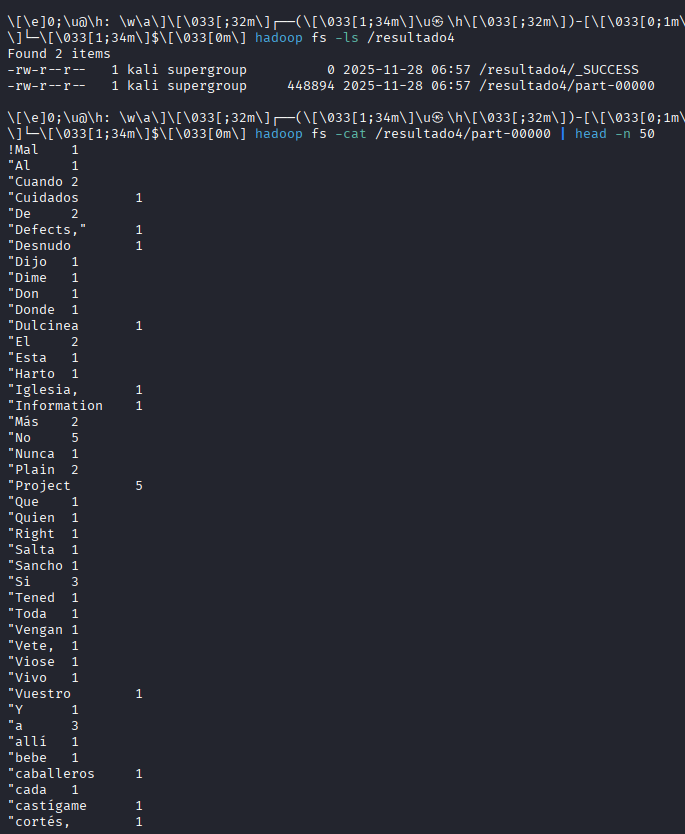 \[\e]0;\u@\h: \w\a\]\[\033[;32m\]┌──(\[\033[1;34m\]\u㉿\h\[\033[;32m\])-[\[\033[0;1m\
\]└─\[\033[1;34m\]$\[\033[0m\] hadoop fs -ls /resultado4
Found 2 items
-rw-r--r--   1 kali supergroup          0 2025-11-28 06:57 /resultado4/_SUCCESS
-rw-r--r--   1 kali supergroup     448894 2025-11-28 06:57 /resultado4/part-00000
\[\e]0;\u@\h: \w\a\]\[\033[;32m\]┌──(\[\033[1;34m\]\u㉿\h\[\033[;32m\])-[\[\033[0;1m\
\]└─\[\033[1;34m\]$\[\033[0m\] hadoop fs -cat /resultado4/part-00000 | head -n 50
!Mal	1
"Al	1
"Cuando	2
"Cuidados	1
"De	2
"Defects,"	1
"Desnudo	1
"Dijo	1
"Dime	1
"Don	1
"Donde	1
"Dulcinea	1
"El	2
"Esta	1
"Harto	1
"Iglesia,	1
"Information	1
"Más	2
"No	5
"Nunca	1
"Plain	2
"Project	5
"Que	1
"Quien	1
"Right	1
"Salta	1
"Sancho	1
"Si	3
"Tened	1
"Toda	1
"Vengan	1
"Vete,	1
"Viose	1
"Vivo	1
"Vuestro	1
"Y	1
"a	3
"allí	1
"bebe	1
"caballeros	1
"cada	1
"castígame	1
"cortés,	1